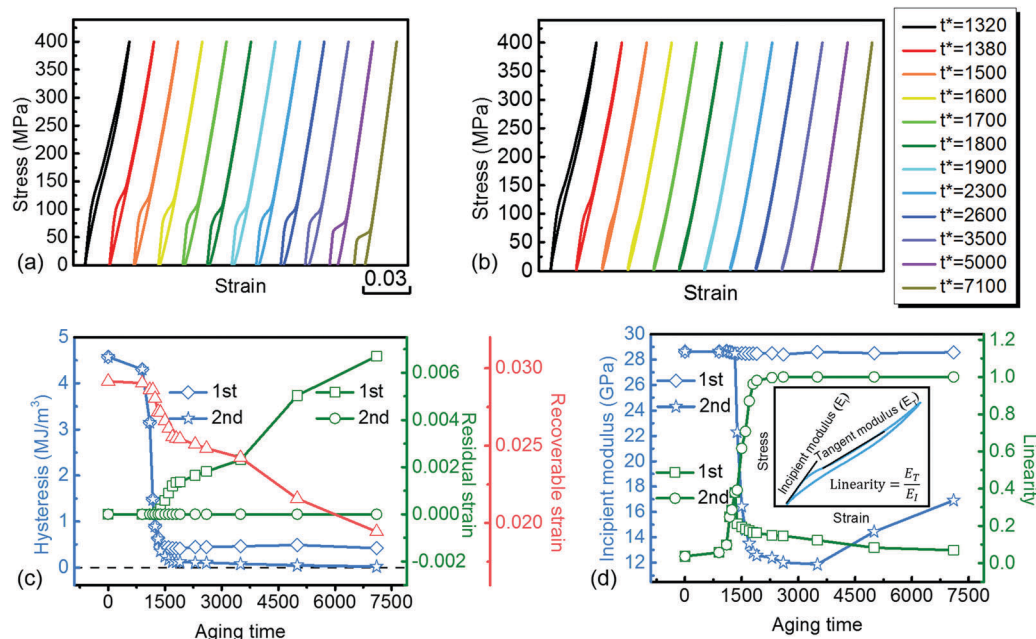 400
350
300
250
200
150
100
50
0
Stress (MPa)
(a)
Strain
0.03
400
350
300
250
200
150
100
50
0
Stress (MPa)
(b)
Strain
t*=1320
t*=1380
t*=1500
t*=1600
t*=1700
t*=1800
t*=1900
t*=2300
t*=2600
t*=3500
t*=5000
t*=7100
5
4
3
2
1
0
Hysteresis (MJ/m³)
1st
2nd
1st
2nd
0.006
0.004
0.002
0.000
-0.002
Residual strain
0.030
0.025
0.020
Recoverable strain
(c)
0 1500 3000 4500 6000 7500
Aging time
30
28
26
24
22
20
18
16
14
12
Incipient modulus (GPa)
1st
2nd
1st
2nd
Stress
Incipient modulus (E_I)
Tangent modulus (E_T)
Linearity = E_T/E_I
Strain
1.2
1.0
0.8
0.6
0.4
0.2
0.0
Linearity
(d)
0 1500 3000 4500 6000 7500
Aging time